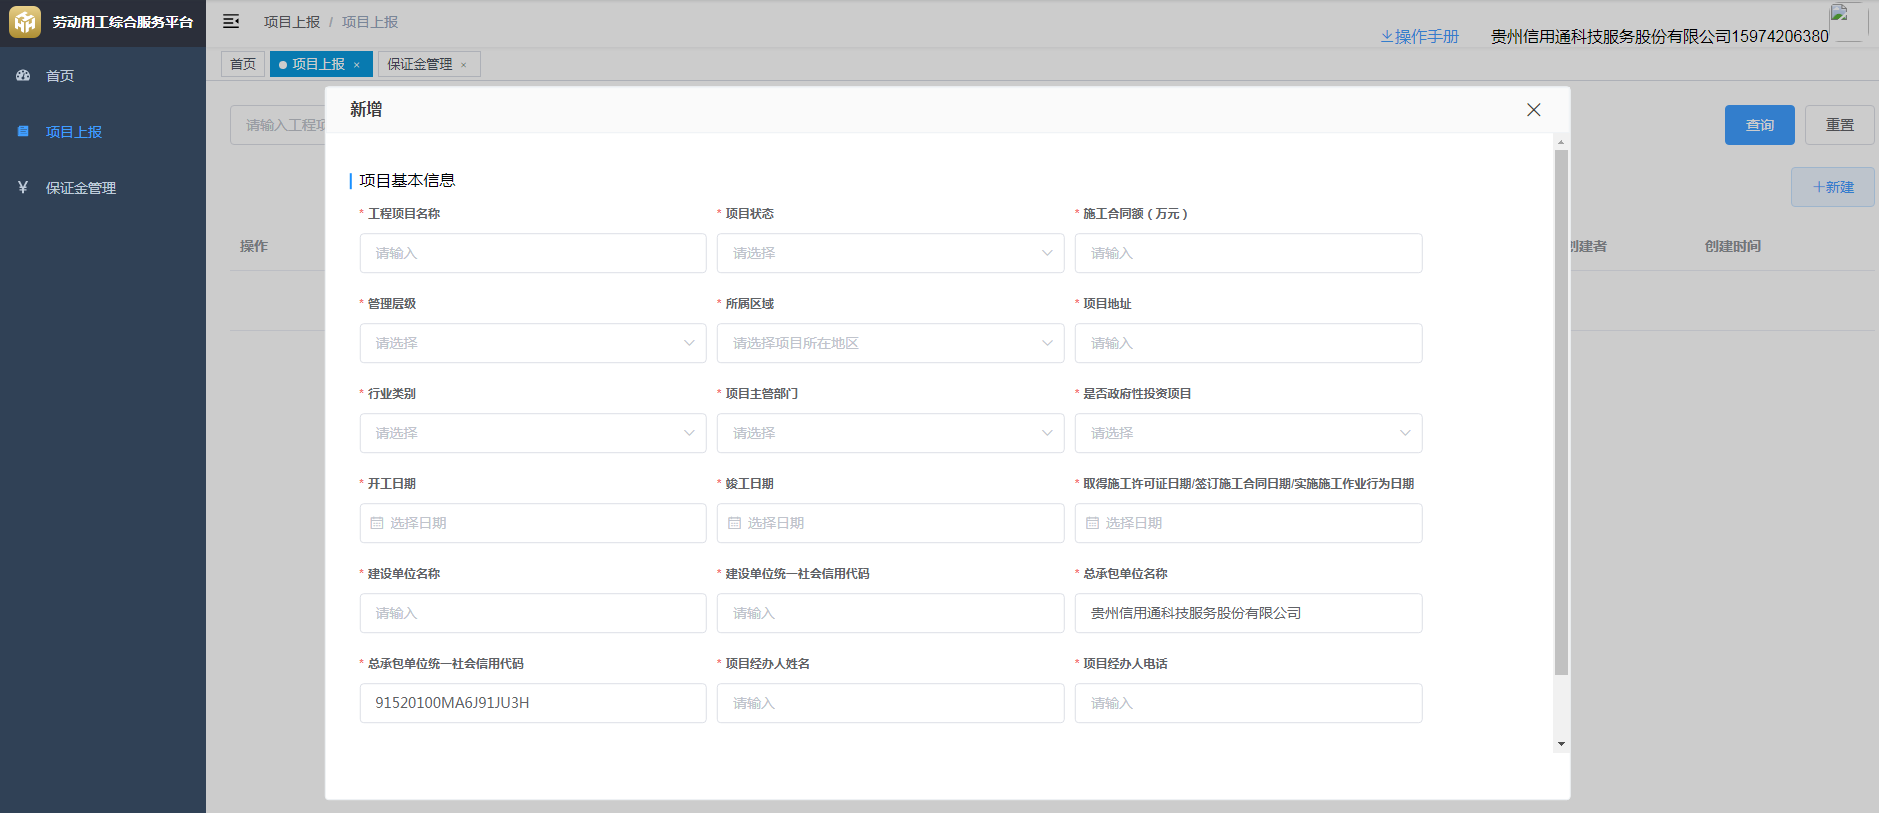 劳动用工综合服务平台
项目上报 / 项目上报
操作手册 贵州信用通科技服务股份有限公司15974206380
首页
项目上报
保证金管理
首页 项目上报 × 保证金管理 ×
请输入工程项
查询 重置
+新建
操作 创建者 创建时间
新增
项目基本信息
* 工程项目名称 * 项目状态 * 施工合同额（万元）
请输入 请选择 请输入
* 管理层级 * 所属区域 * 项目地址
请选择 请选择项目所在地区 请输入
* 行业类别 * 项目主管部门 * 是否政府性投资项目
请选择 请选择 请选择
* 开工日期 * 竣工日期 * 取得施工许可证日期/签订施工合同日期/实施施工作业行为日期
选择日期 选择日期 选择日期
* 建设单位名称 * 建设单位统一社会信用代码 * 总承包单位名称
请输入 请输入 贵州信用通科技服务股份有限公司
* 总承包单位统一社会信用代码 * 项目经办人姓名 * 项目经办人电话
91520100MA6J91JU3H 请输入 请输入